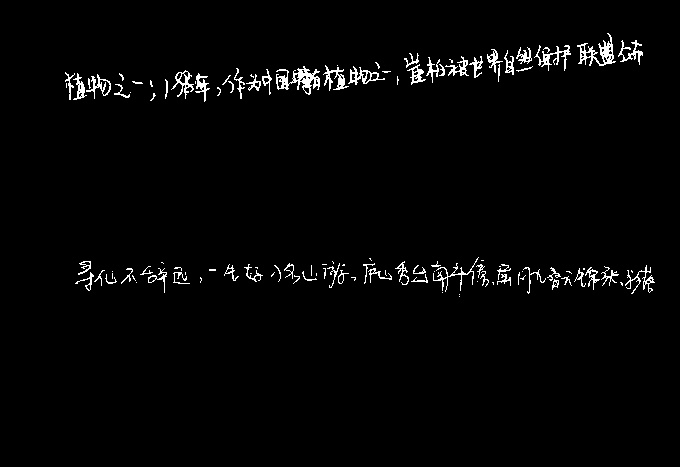 植物之一；1998年，作为中国特有植物之一，崖柏被世界自然保护联盟公布
寻仙不辞远，一生好入名山游。庐山秀出南斗傍，屏风九叠云锦张，影落